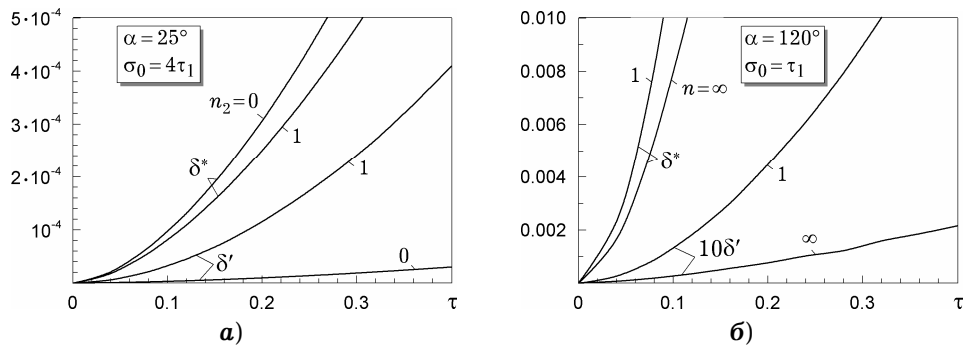 5·10⁻⁴
4·10⁻⁴
3·10⁻⁴
2·10⁻⁴
10⁻⁴
α = 25°
σ₀ = 4τ₁
n₂=0
1
δ*
1
δ′
0
0
0.1
0.2
0.3
τ
а)
0.010
0.008
0.006
0.004
0.002
α = 120°
σ₀ = τ₁
1
n=∞
δ*
1
10δ′
∞
0
0.1
0.2
0.3
τ
б)